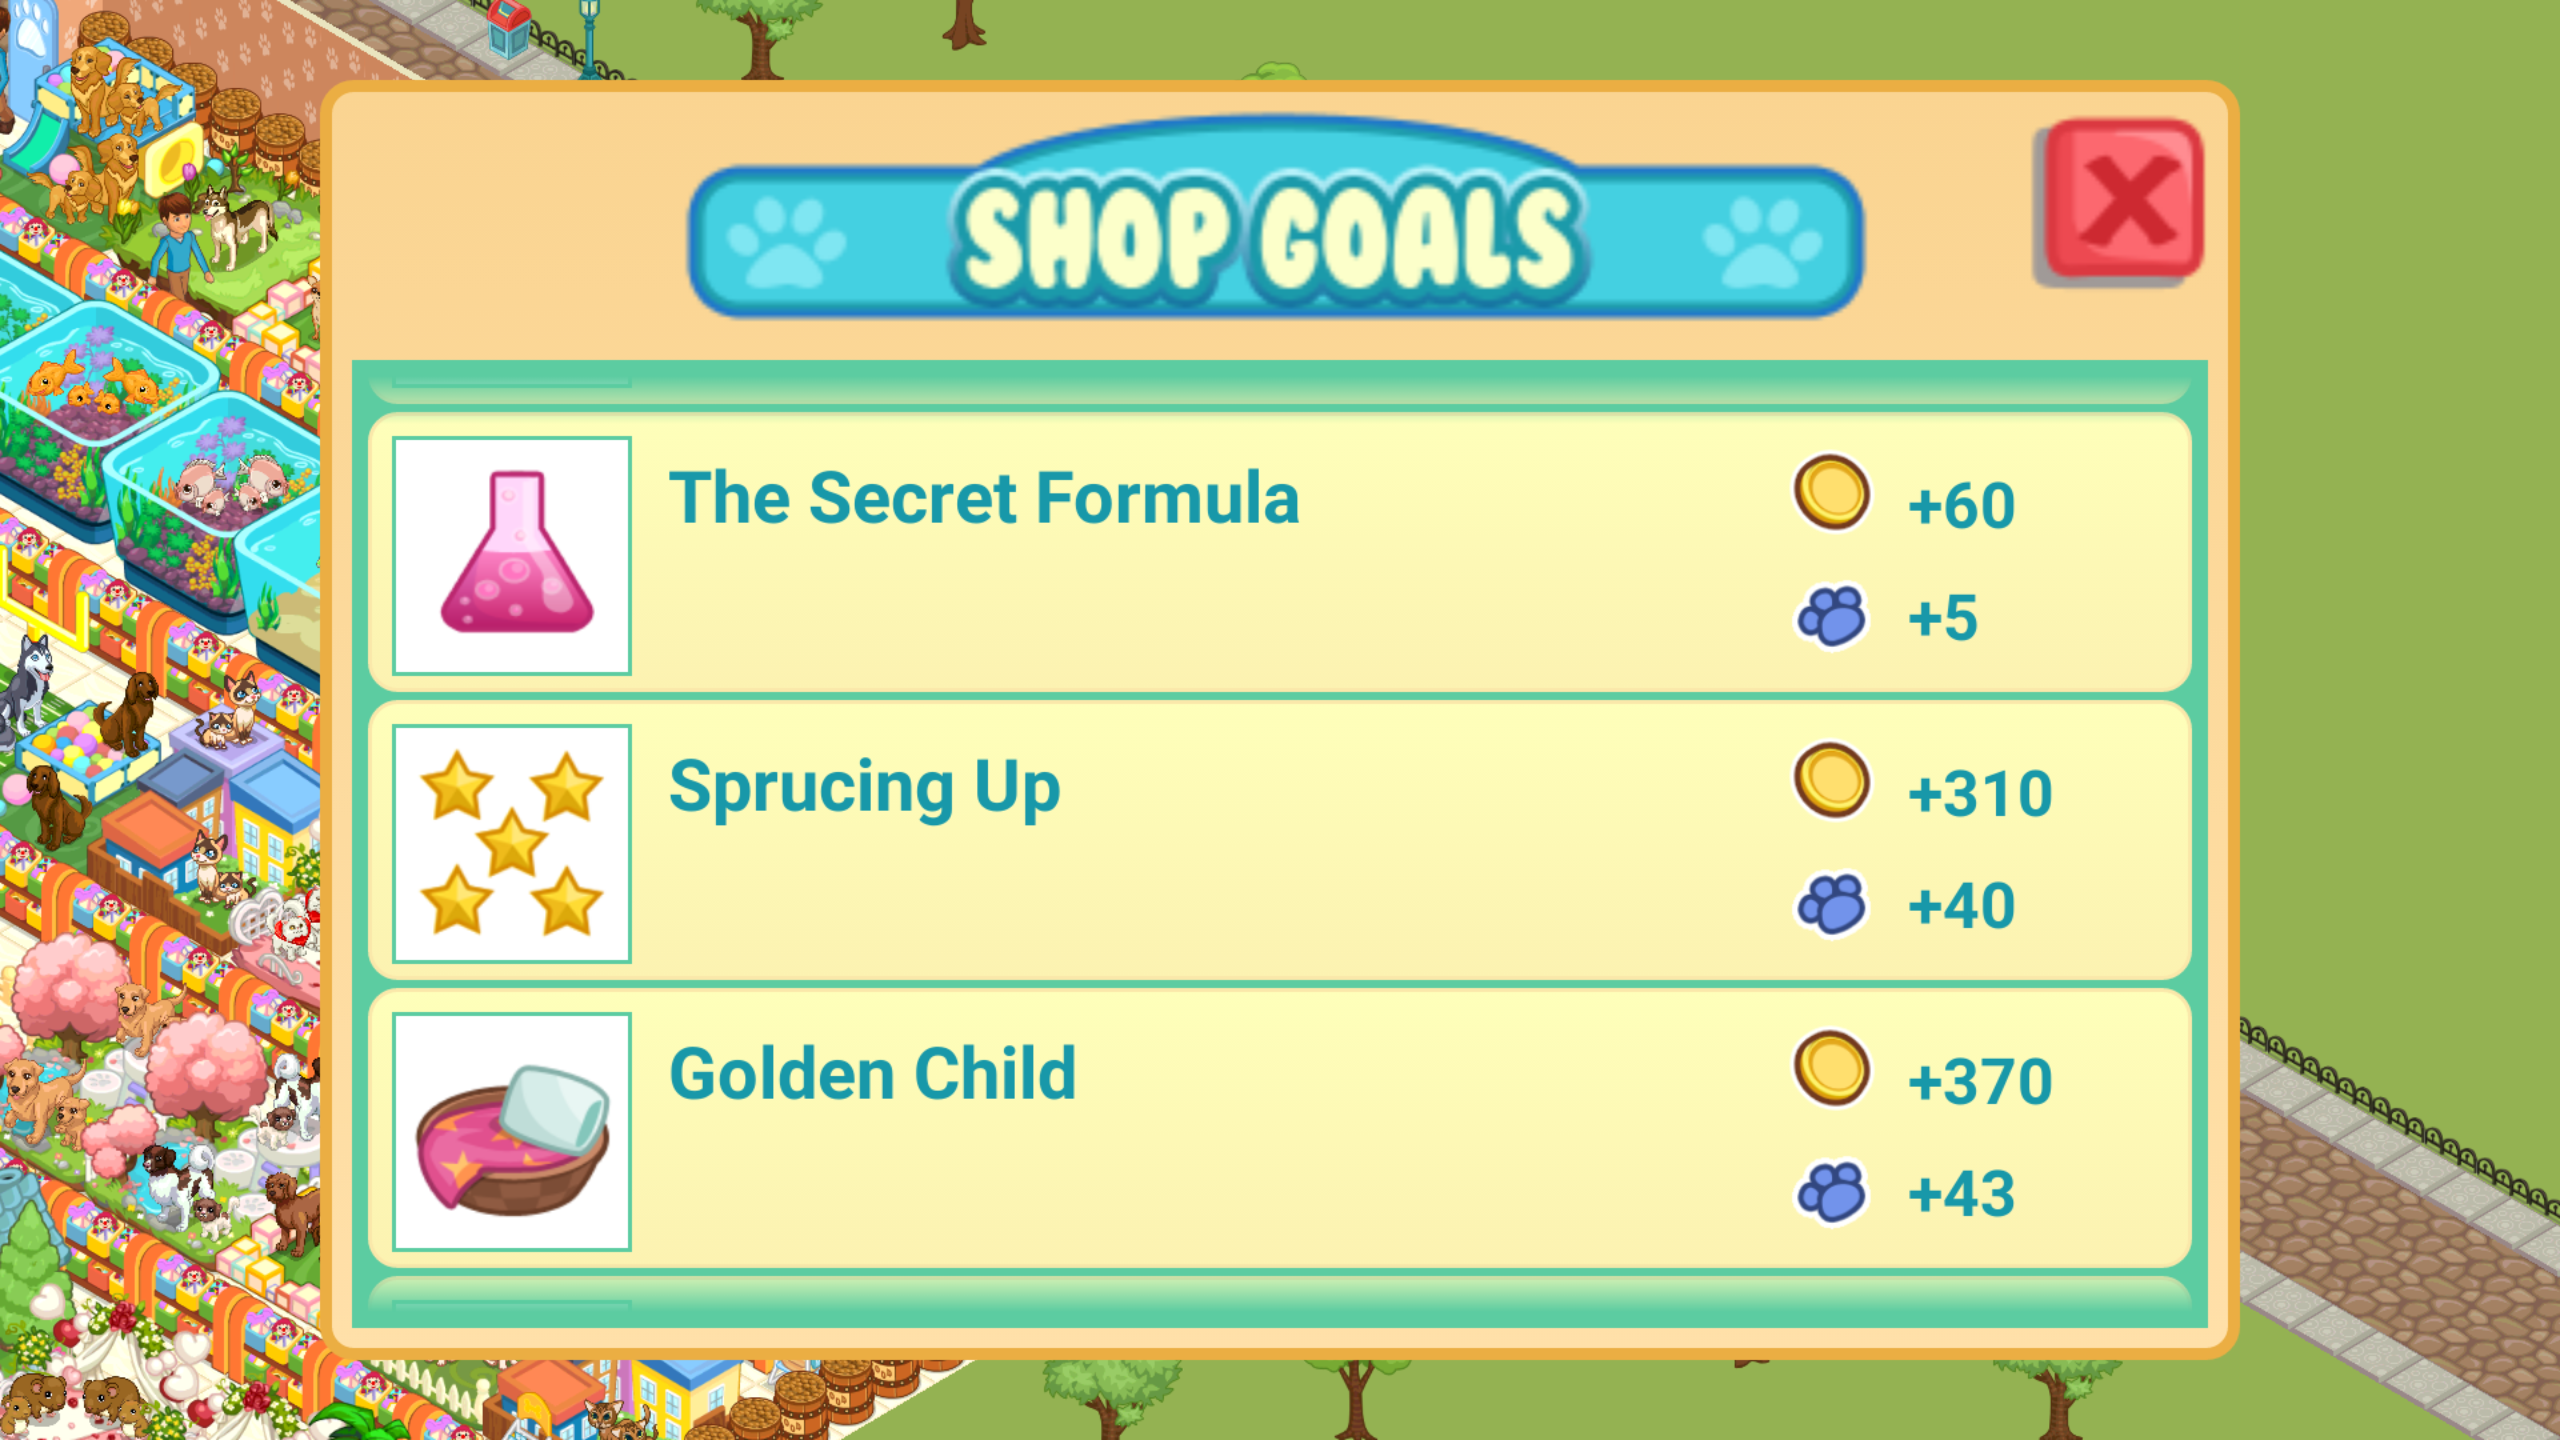 SHOP GOALS
The Secret Formula
+60
+5
Sprucing Up
+310
+40
Golden Child
+370
+43